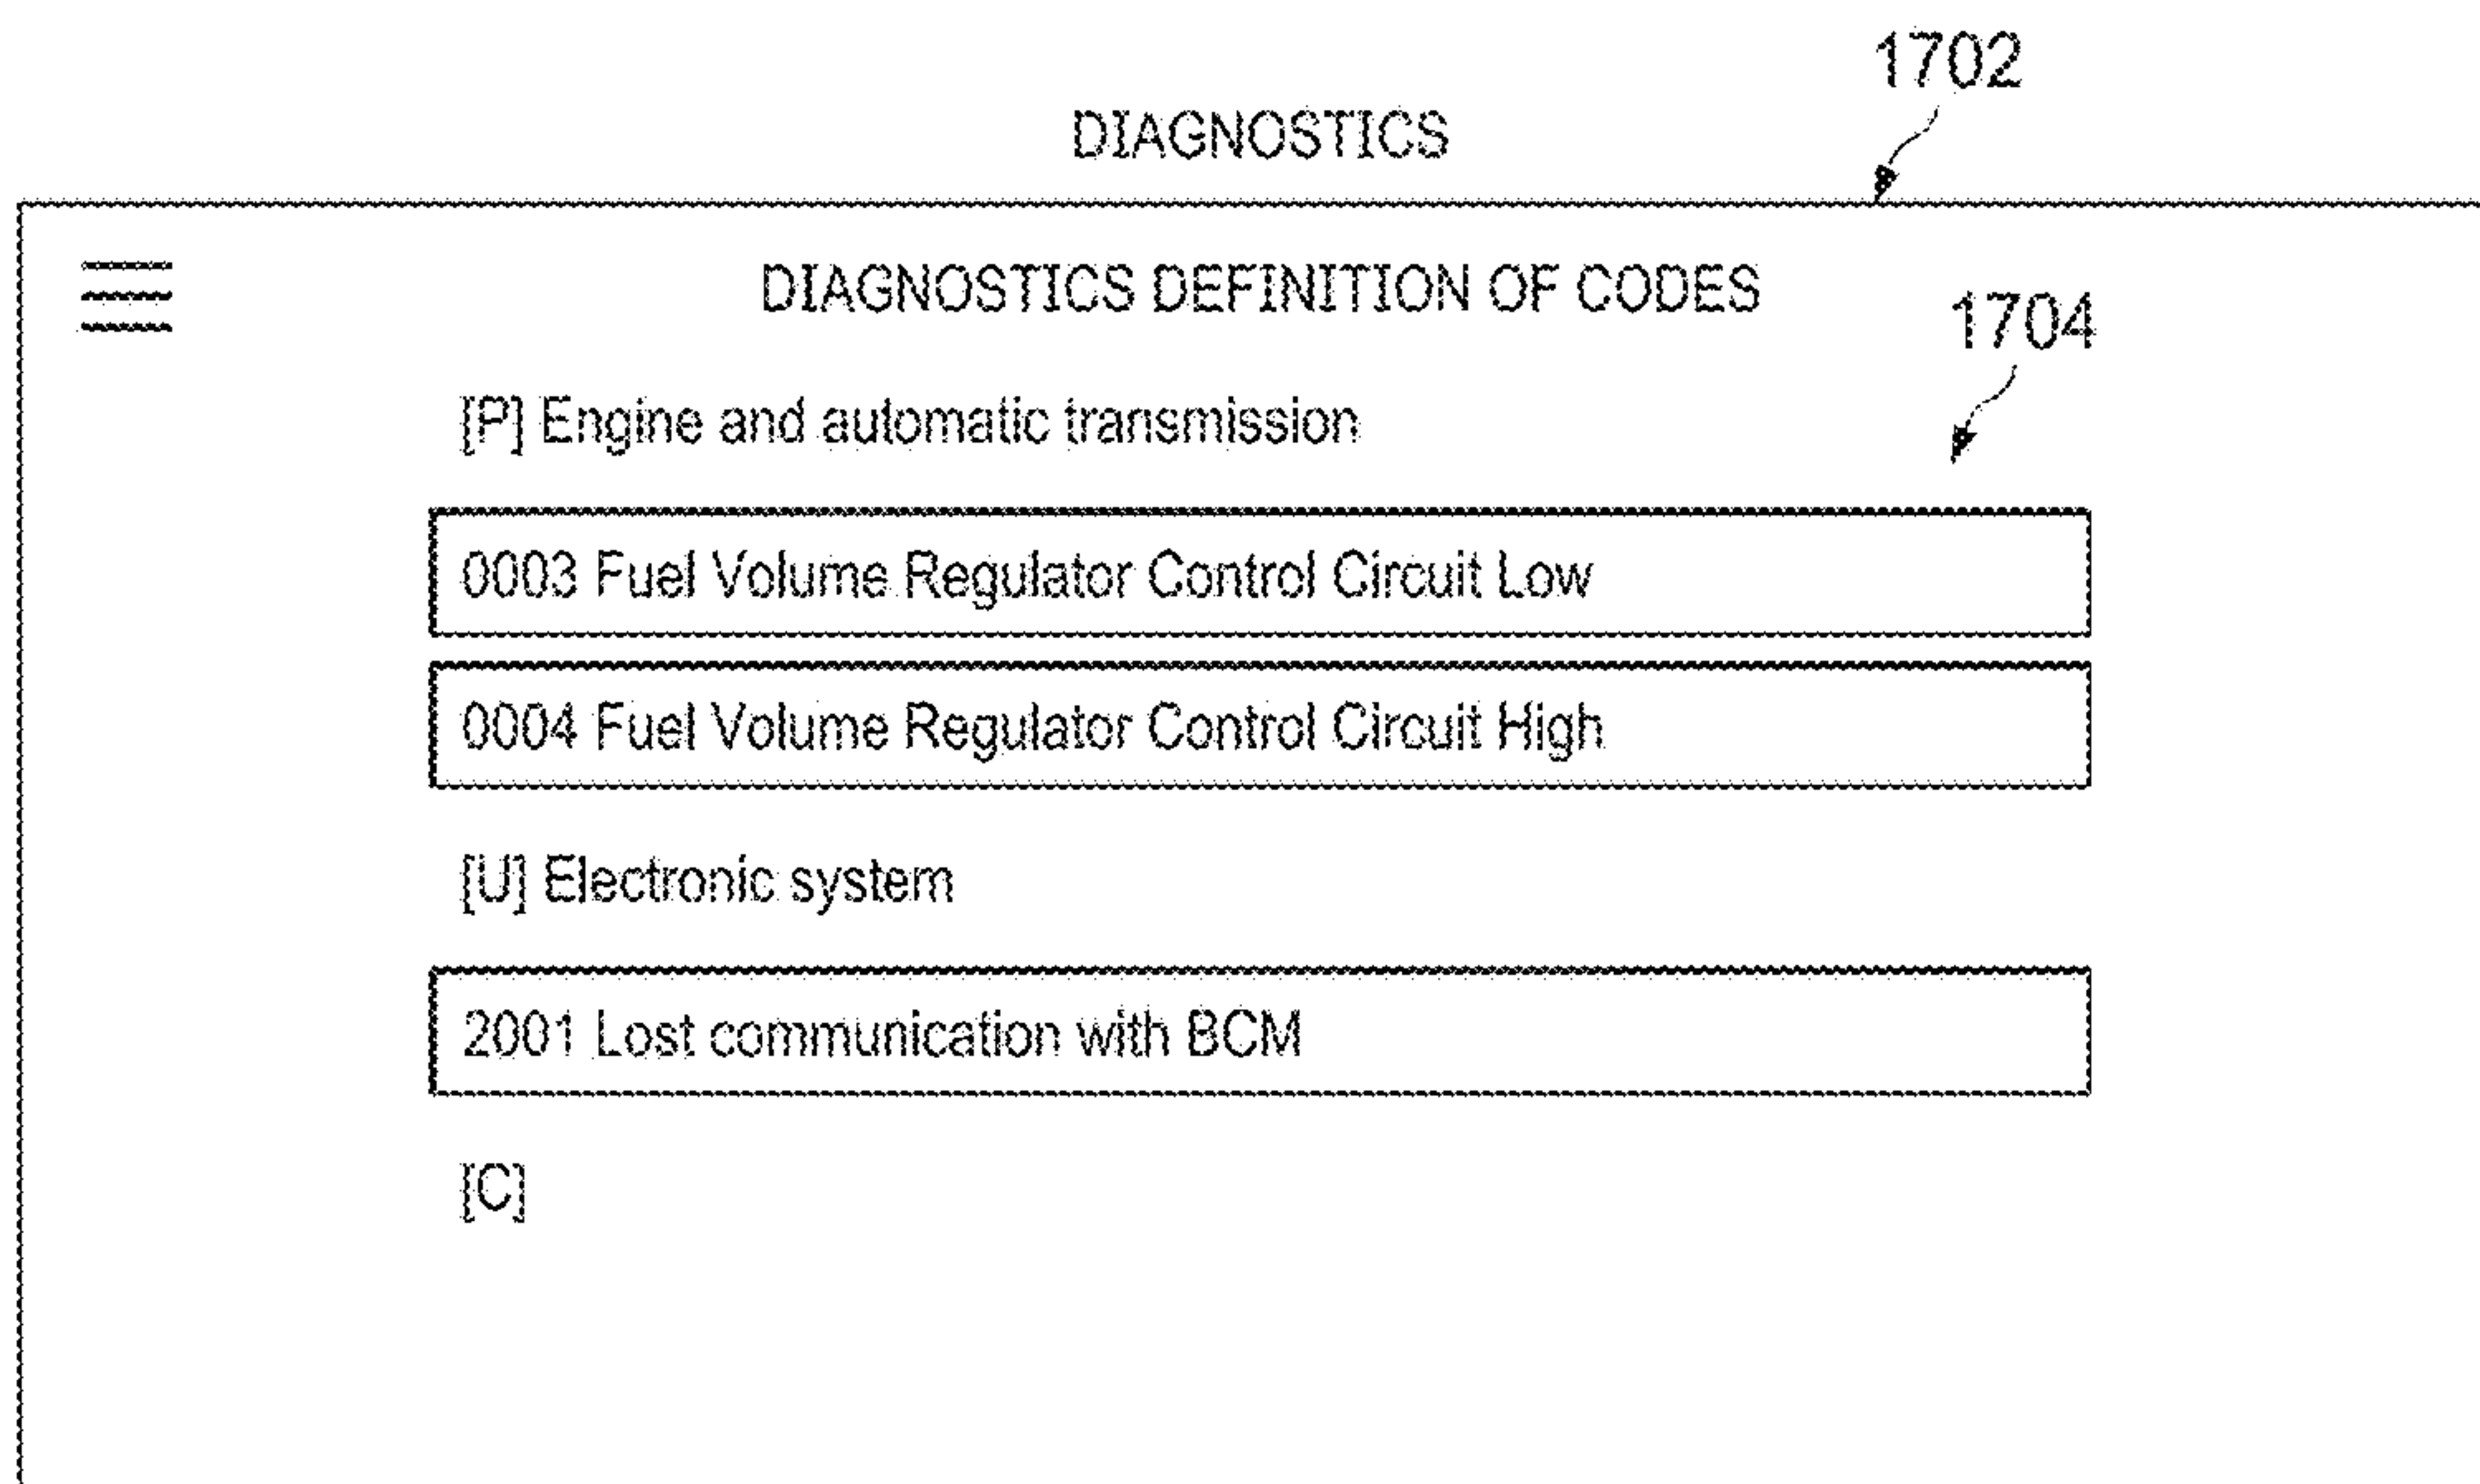 1702
DIAGNOSTICS
DIAGNOSTICS DEFINITION OF CODES
1704
[P] Engine and automatic transmission
0003 Fuel Volume Regulator Control Circuit Low
0004 Fuel Volume Regulator Control Circuit High
[U] Electronic system
2001 Lost communication with BCM
[C]